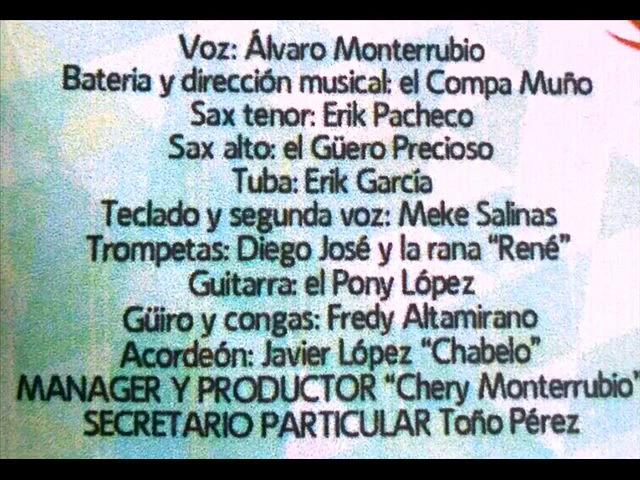 Voz: Álvaro Monterrubio
Bateria y dirección musical: el Compa Muño
Sax tenor: Erik Pacheco
Sax alto: el Güero Precioso
Tuba: Erik García
Teclado y segunda voz: Meke Salinas
Trompetas: Diego José y la rana “René”
Guitarra: el Pony López
Güiro y congas: Fredy Altamirano
Acordeón: Javier López “Chabelo”
MANAGER Y PRODUCTOR “Chery Monterrubio”
SECRETARIO PARTICULAR Toño Pérez